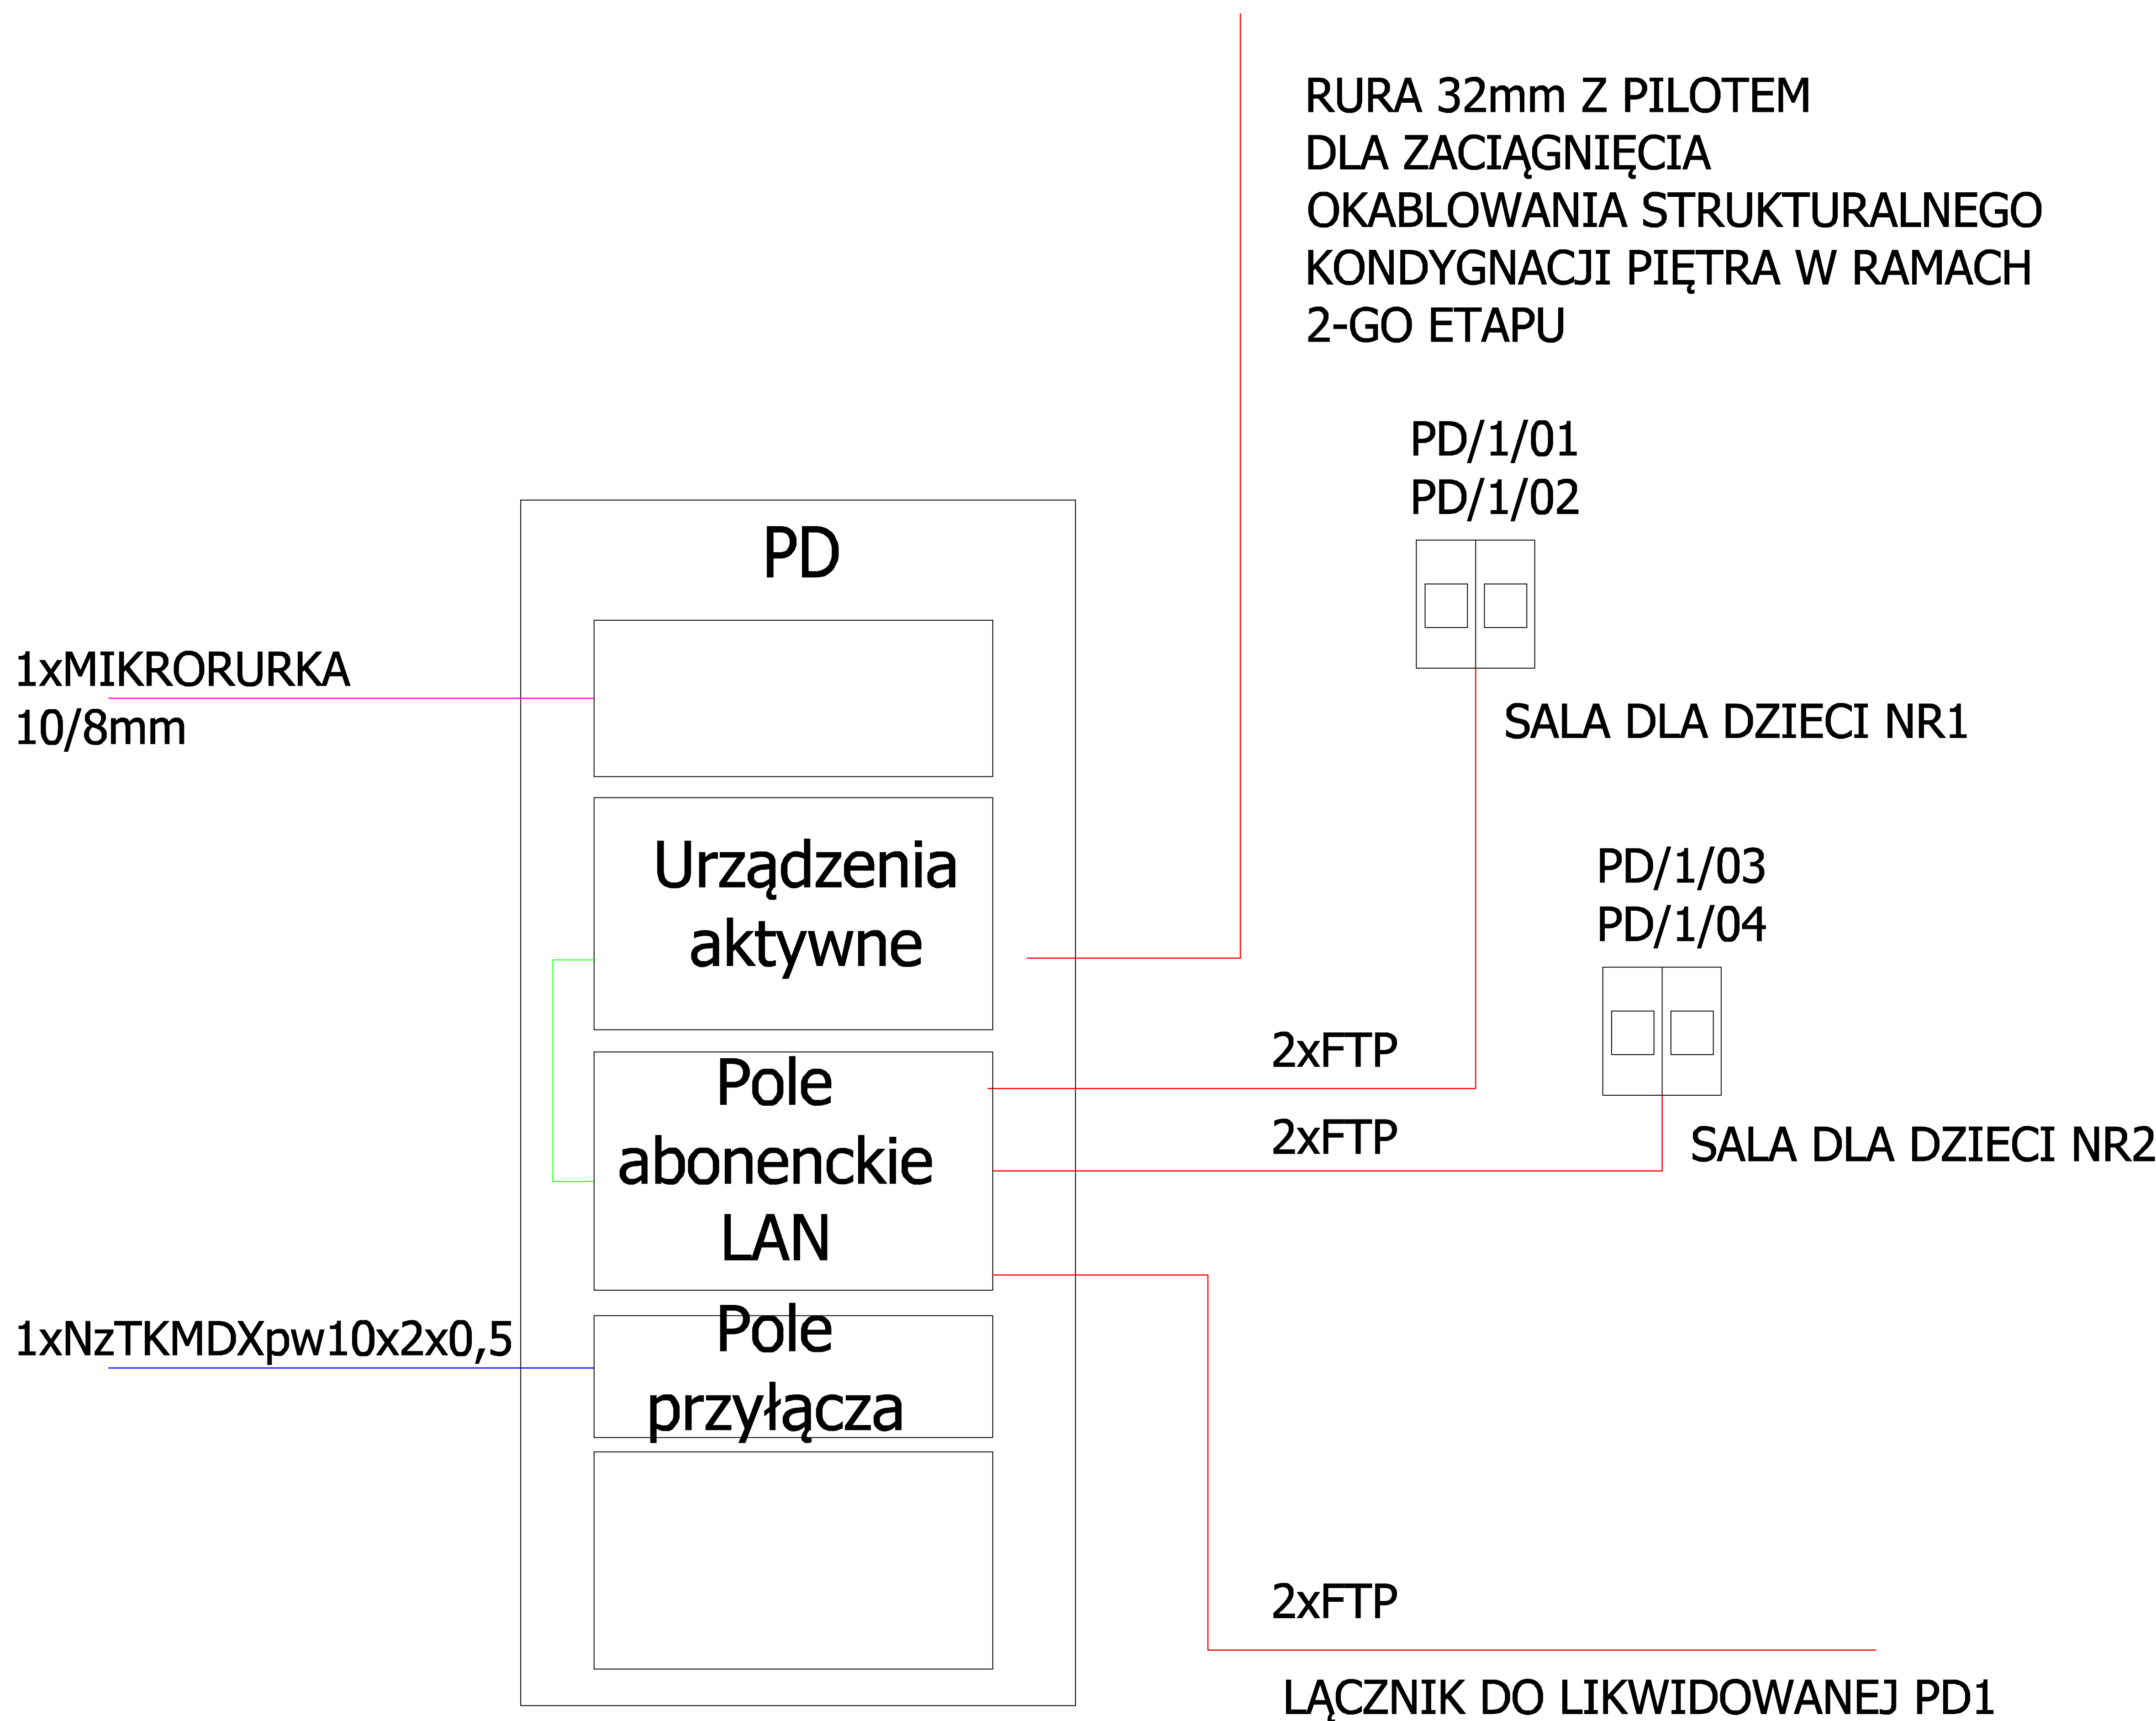 RURA 32mm Z PILOTEM
DLA ZACIĄGNIĘCIA
OKABLOWANIA STRUKTURALNEGO
KONDYGNACJI PIĘTRA W RAMACH
2-GO ETAPU
PD/1/01
PD/1/02
PD
1xMIKRORURKA
10/8mm
SALA DLA DZIECI NR1
Urządzenia
aktywne
PD/1/03
PD/1/04
2xFTP
Pole
abonenckie
LAN
2xFTP
SALA DLA DZIECI NR2
1xNzTKMDXpw10x2x0,5
Pole
przyłącza
2xFTP
LĄCZNIK DO LIKWIDOWANEJ PD1